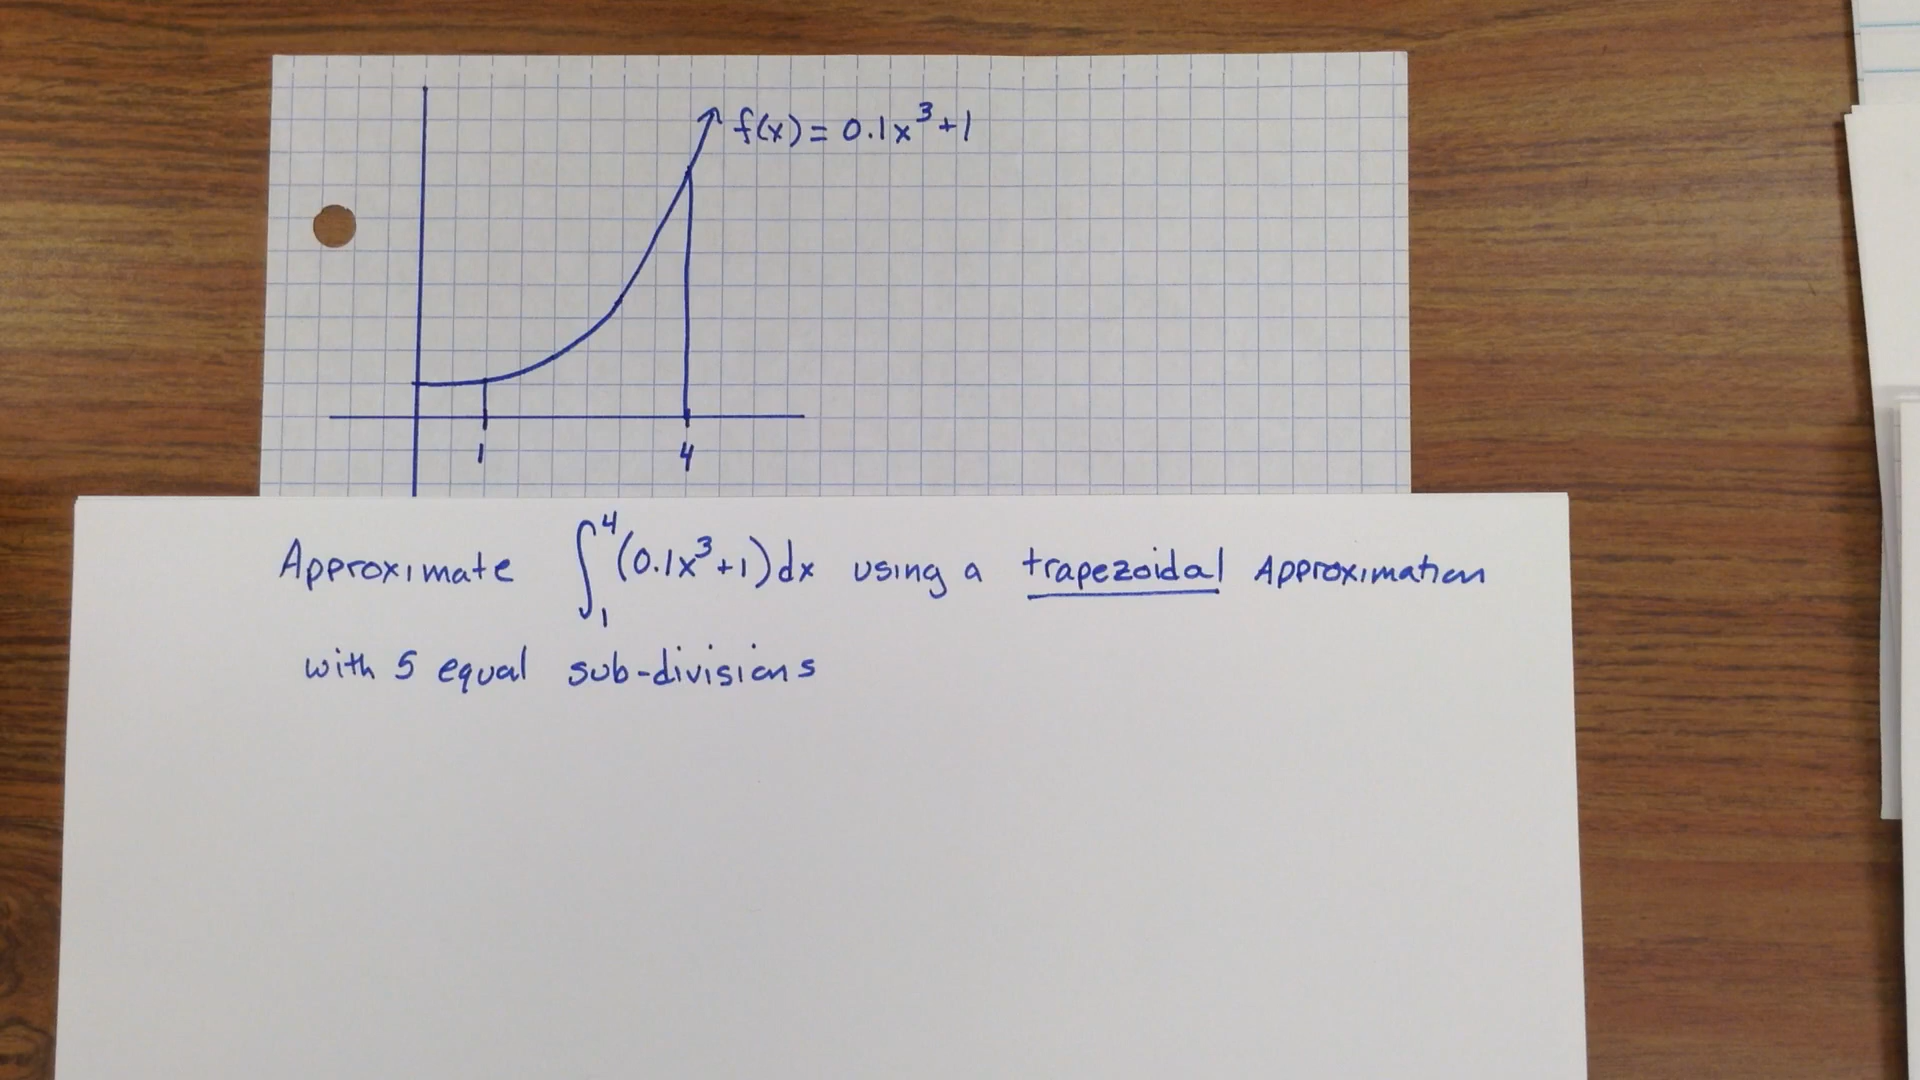 f(x) = 0.1x³+1
1 4
Approximate ∫₁⁴(0.1x³+1)dx using a trapezoidal Approximation
with 5 equal sub-divisions